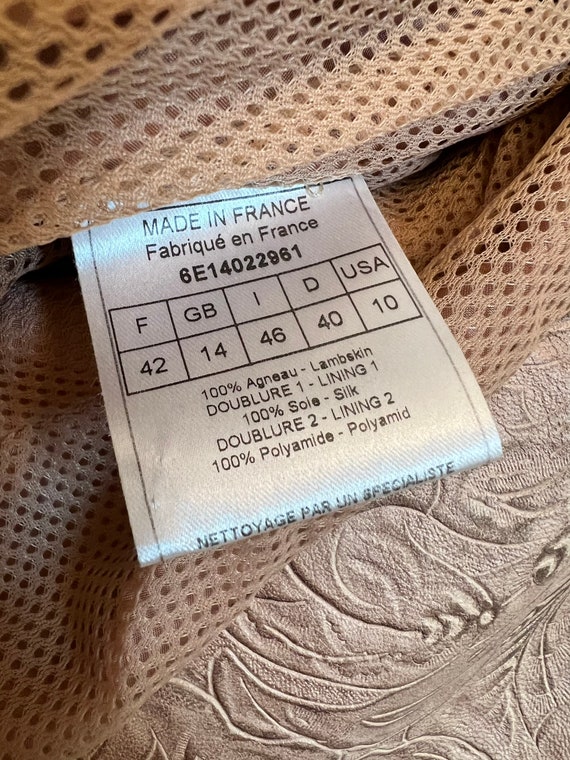 MADE IN FRANCE
Fabriqué en France
6E14022961
F GB I D USA
42 14 46 40 10
100% Agneau - Lambskin
DOUBLURE 1 - LINING 1
100% Soie - Silk
DOUBLURE 2 - LINING 2
100% Polyamide - Polyamid
NETTOYAGE PAR UN SPECIALISTE